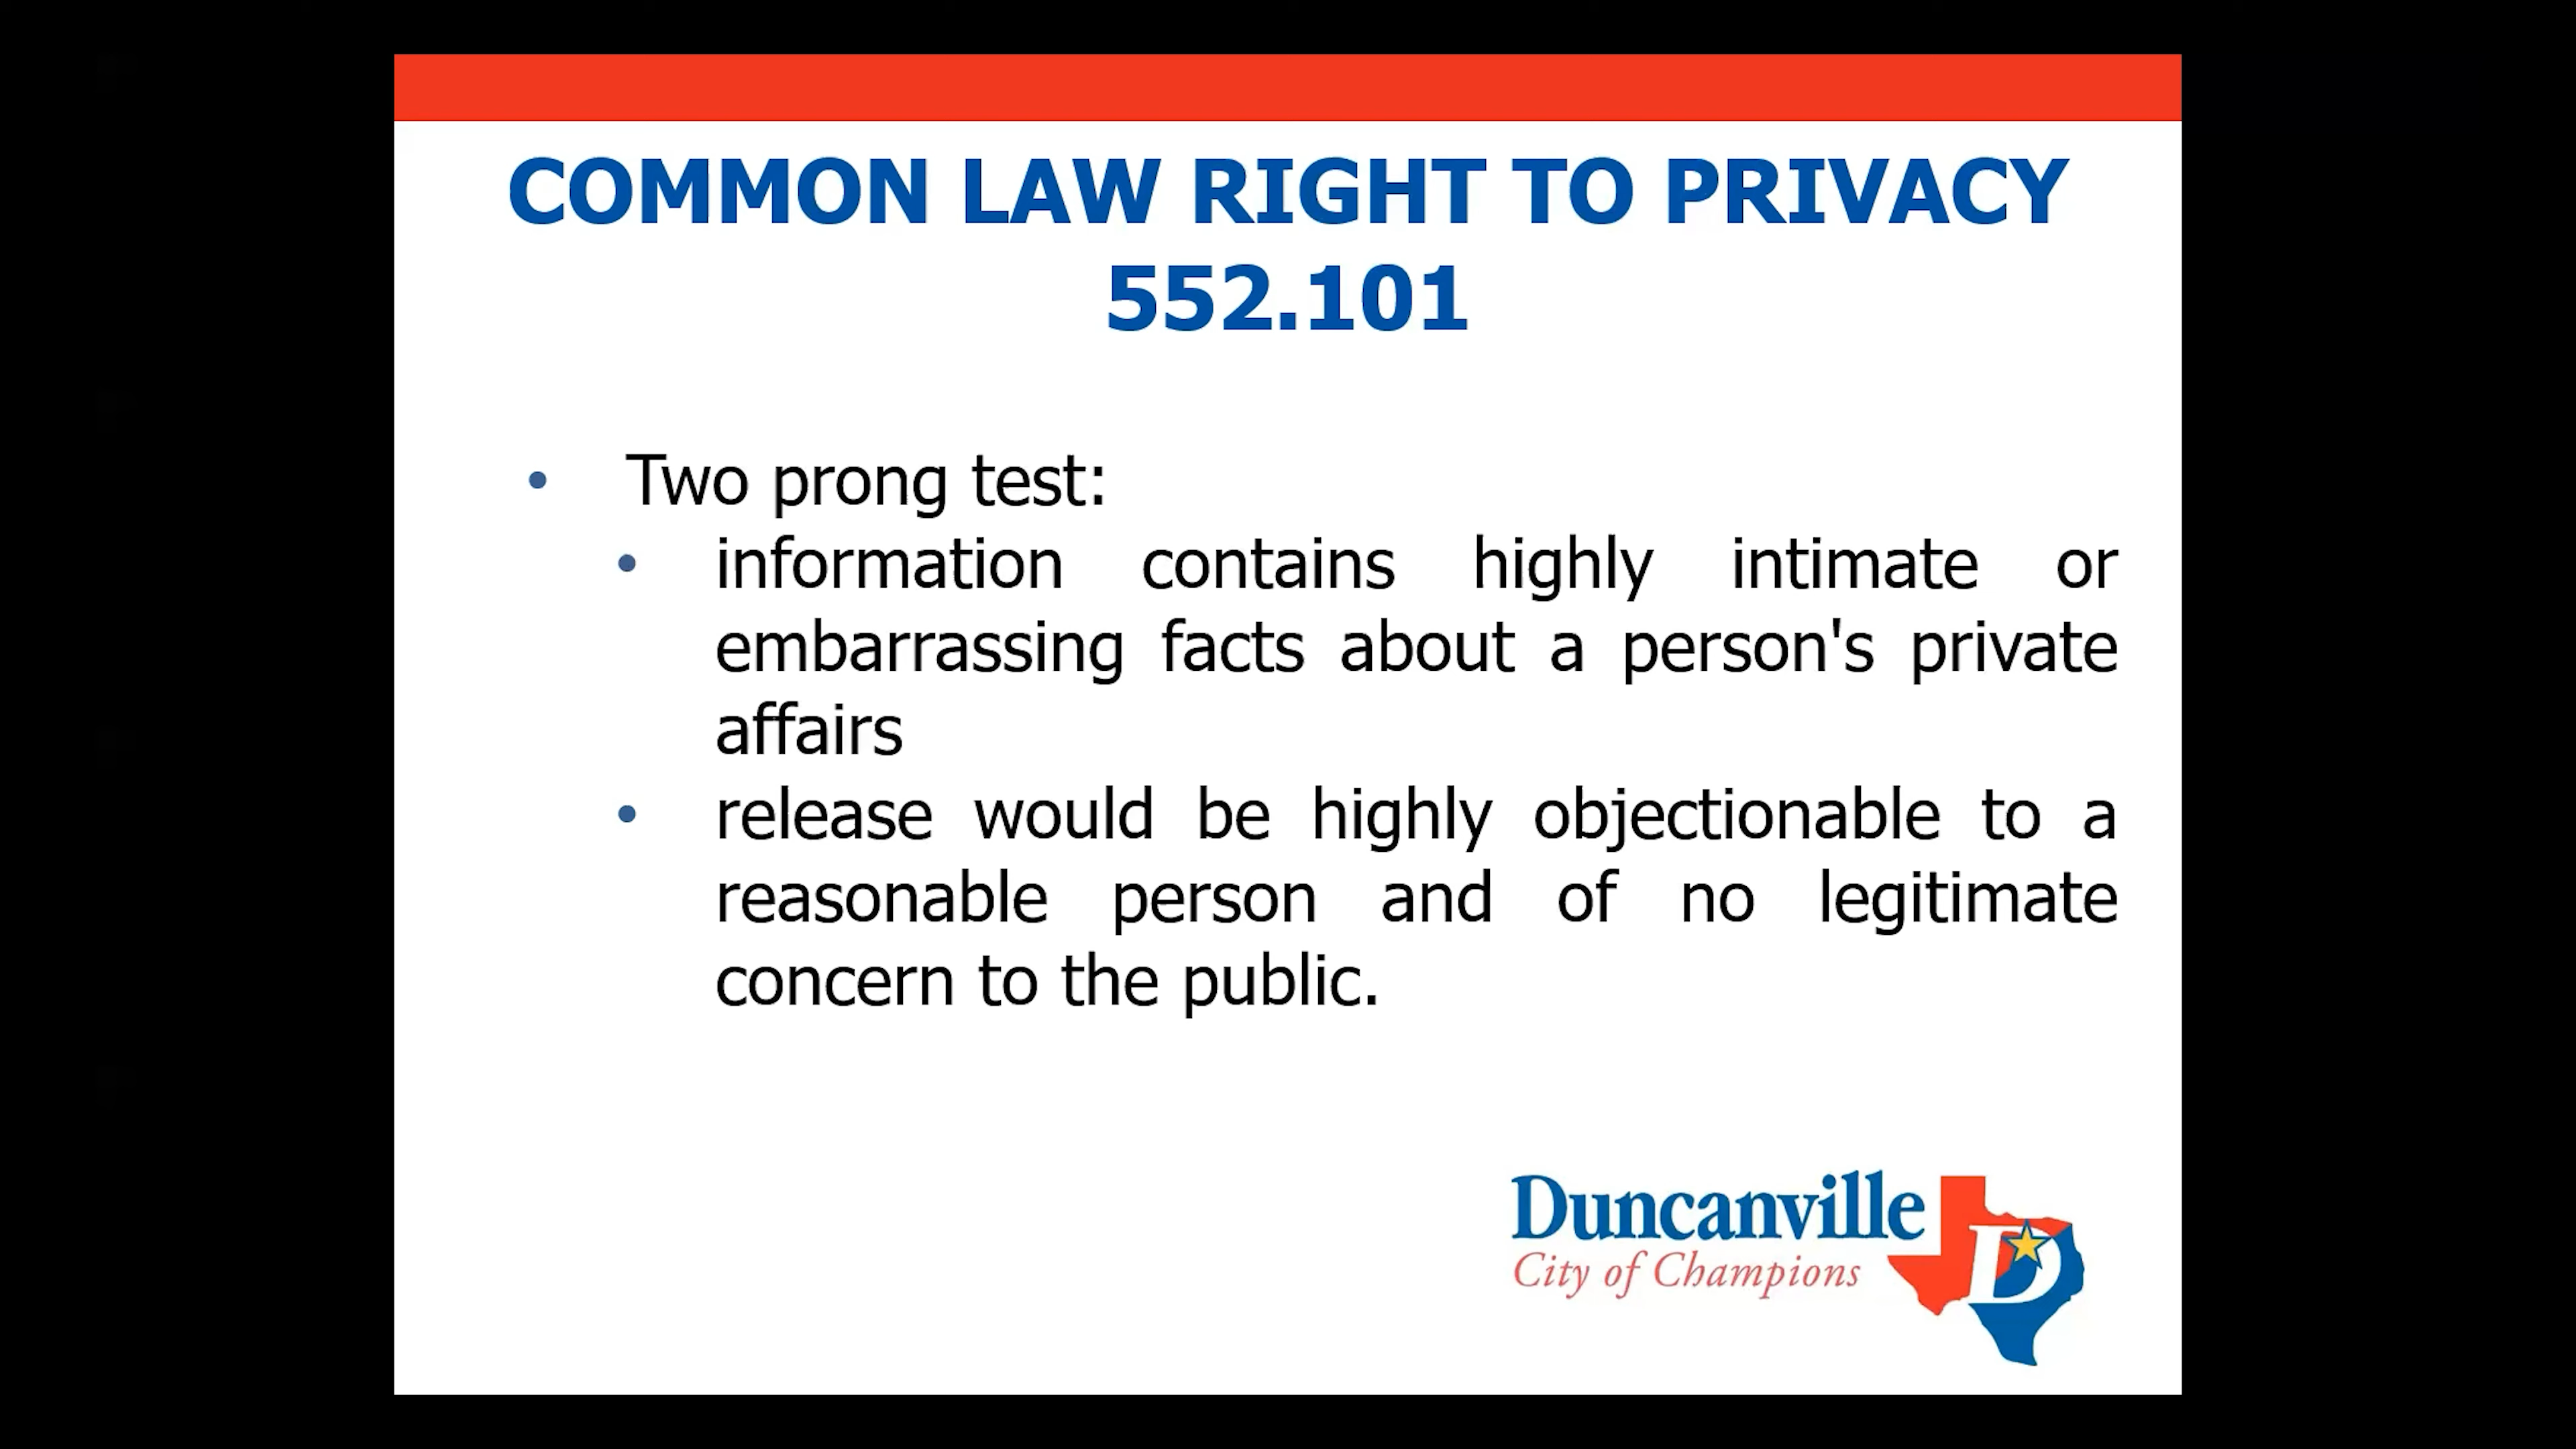 COMMON LAW RIGHT TO PRIVACY
552.101
• Two prong test:
• information contains highly intimate or
embarrassing facts about a person's private
affairs
• release would be highly objectionable to a
reasonable person and of no legitimate
concern to the public.
Duncanville
City of Champions
D